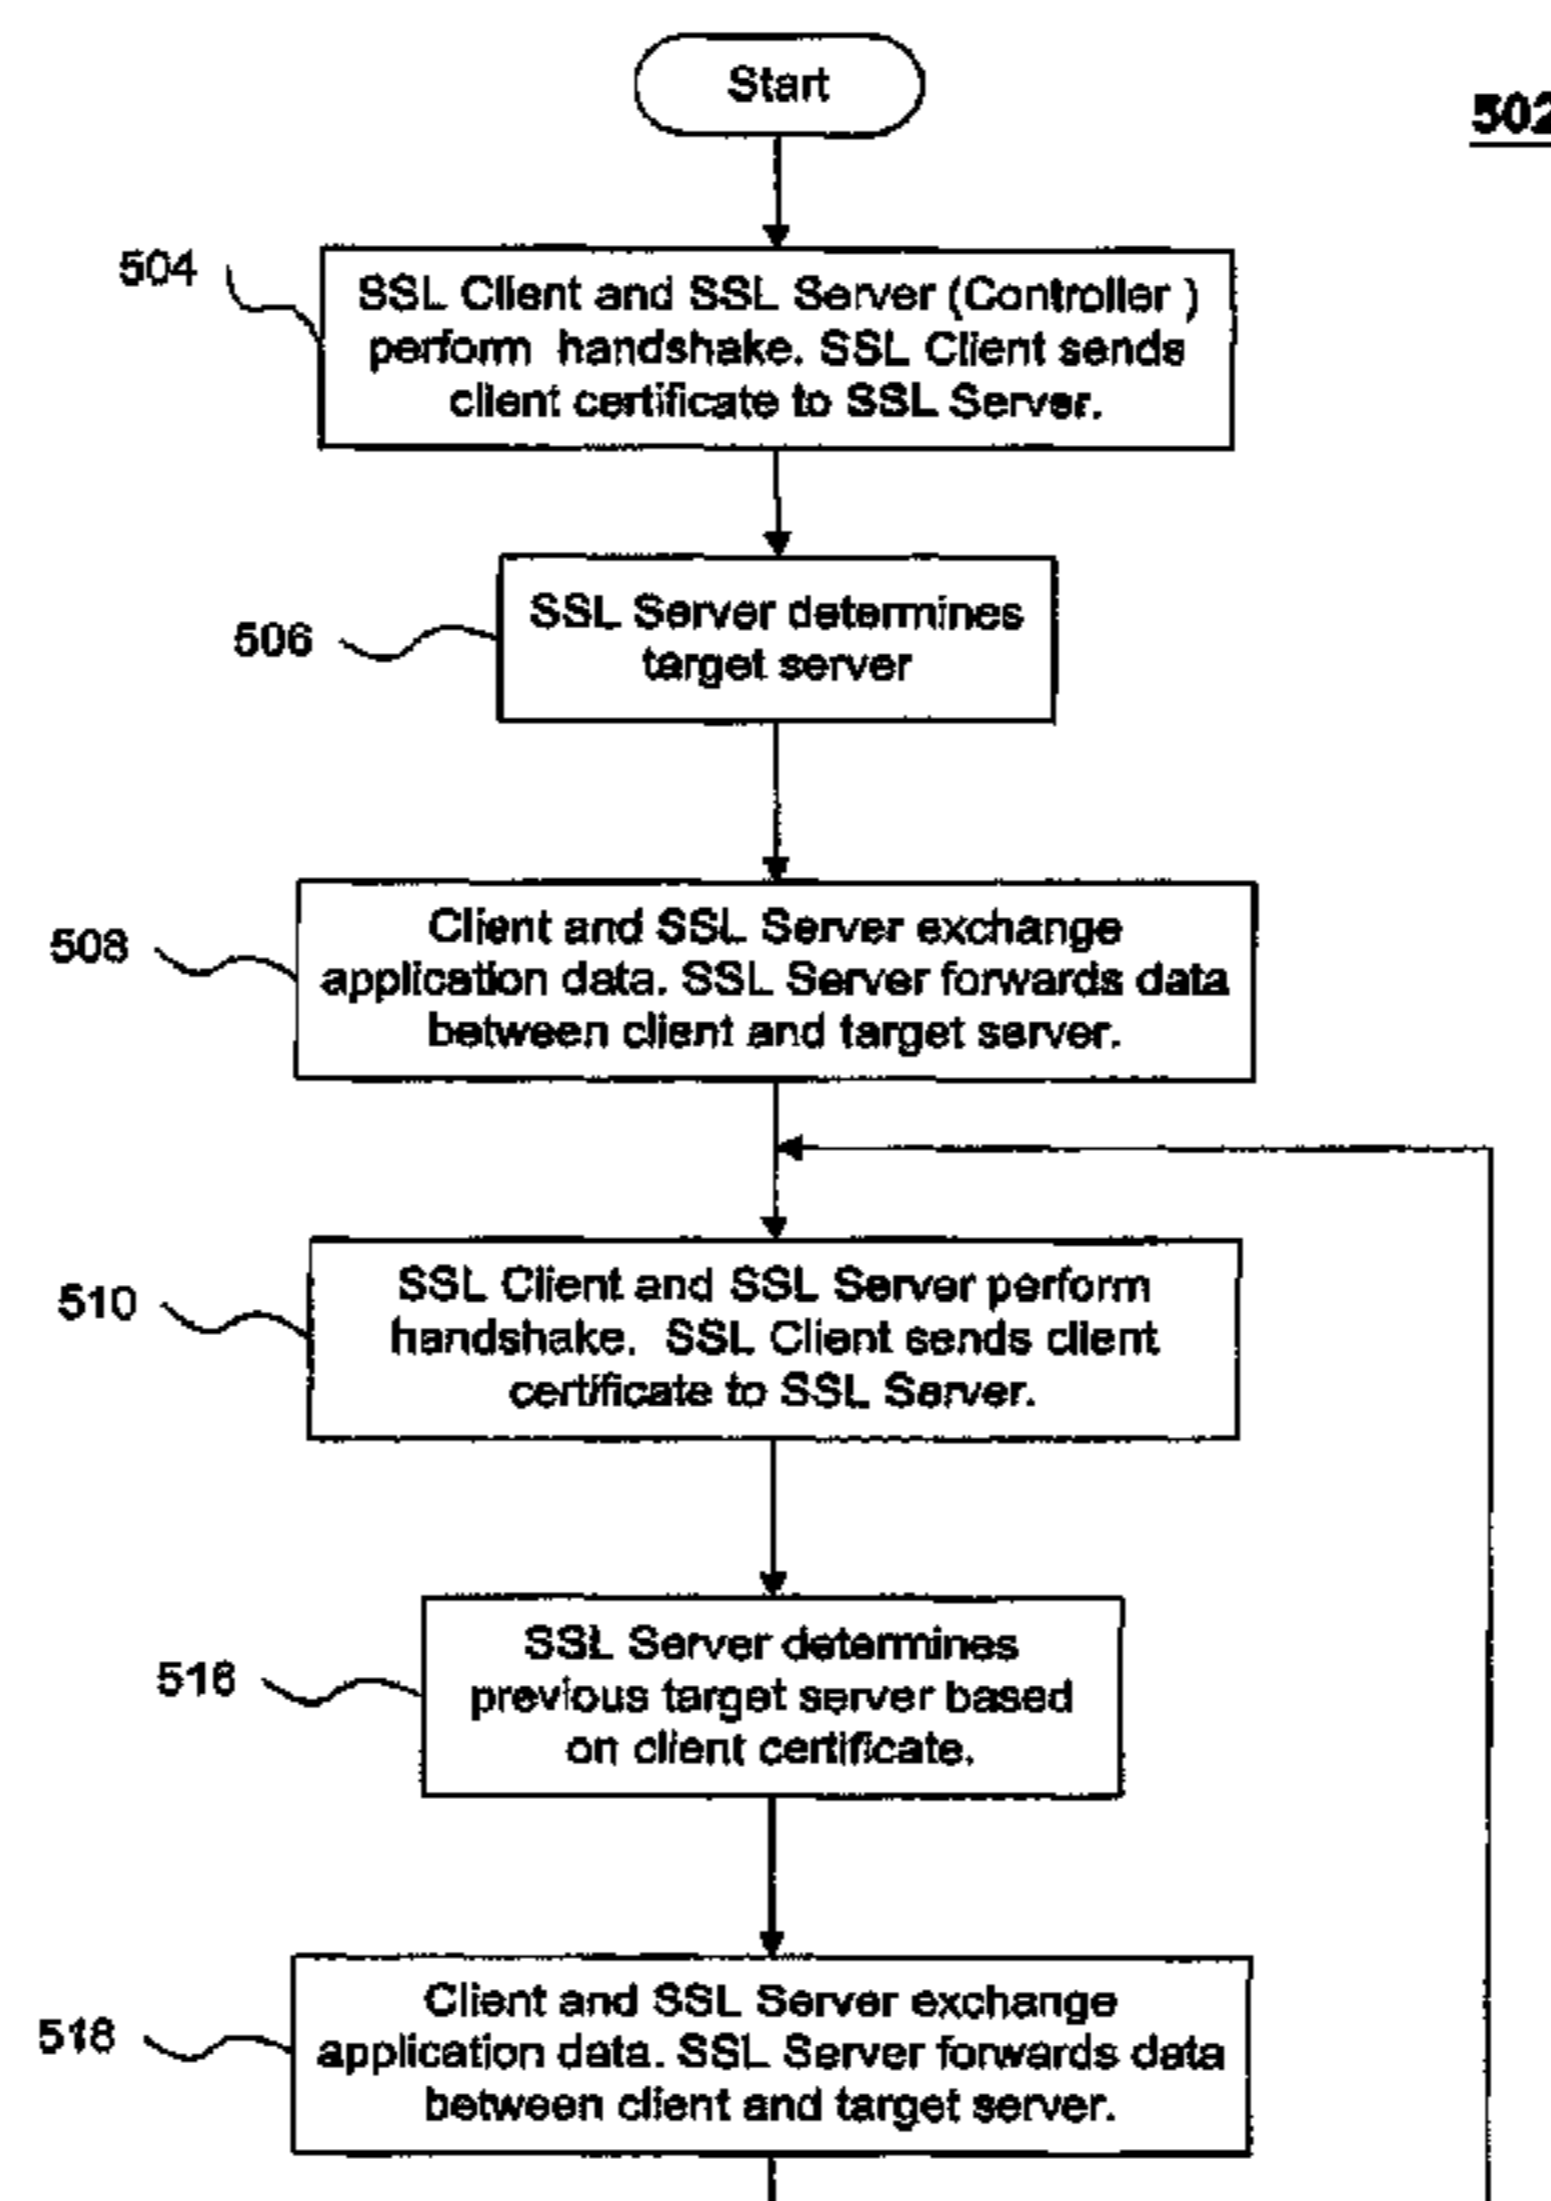 Start
502
504
SSL Client and SSL Server (Controller )
perform handshake. SSL Client sends
client certificate to SSL Server.
506
SSL Server determines
target server
508
Client and SSL Server exchange
application data. SSL Server forwards data
between client and target server.
510
SSL Client and SSL Server perform
handshake. SSL Client sends client
certificate to SSL Server.
516
SSL Server determines
previous target server based
on client certificate.
518
Client and SSL Server exchange
application data. SSL Server forwards data
between client and target server.